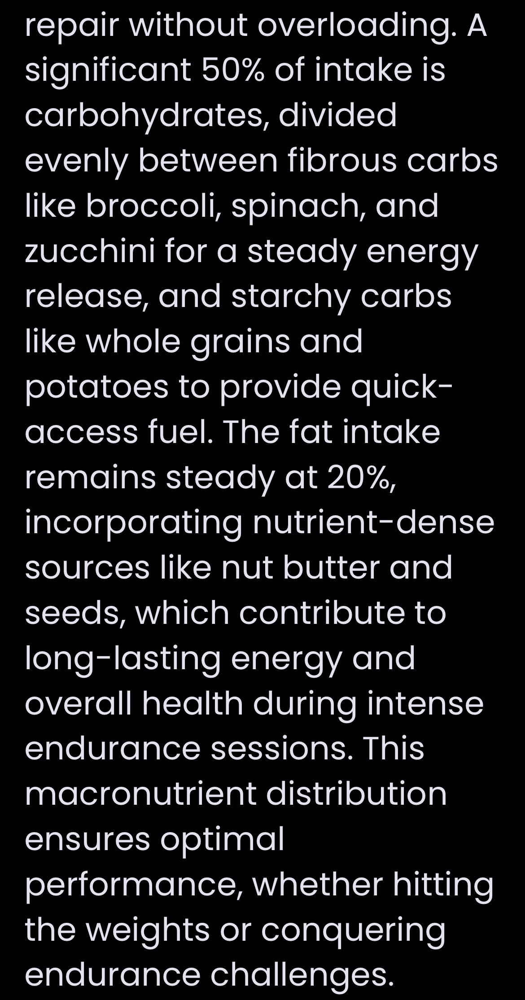 repair without overloading. A
significant 50% of intake is
carbohydrates, divided
evenly between fibrous carbs
like broccoli, spinach, and
zucchini for a steady energy
release, and starchy carbs
like whole grains and
potatoes to provide quick-
access fuel. The fat intake
remains steady at 20%,
incorporating nutrient-dense
sources like nut butter and
seeds, which contribute to
long-lasting energy and
overall health during intense
endurance sessions. This
macronutrient distribution
ensures optimal
performance, whether hitting
the weights or conquering
endurance challenges.